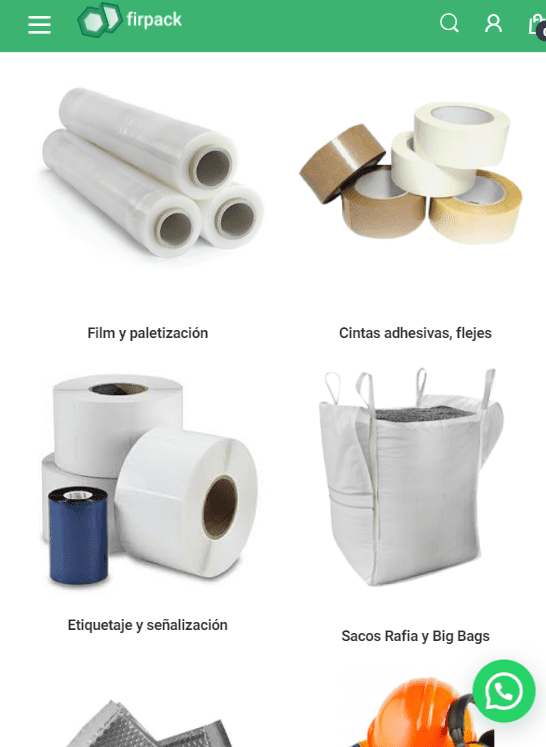 firpack
Film y paletización
Cintas adhesivas, flejes
Etiquetaje y señalización
Sacos Rafia y Big Bags